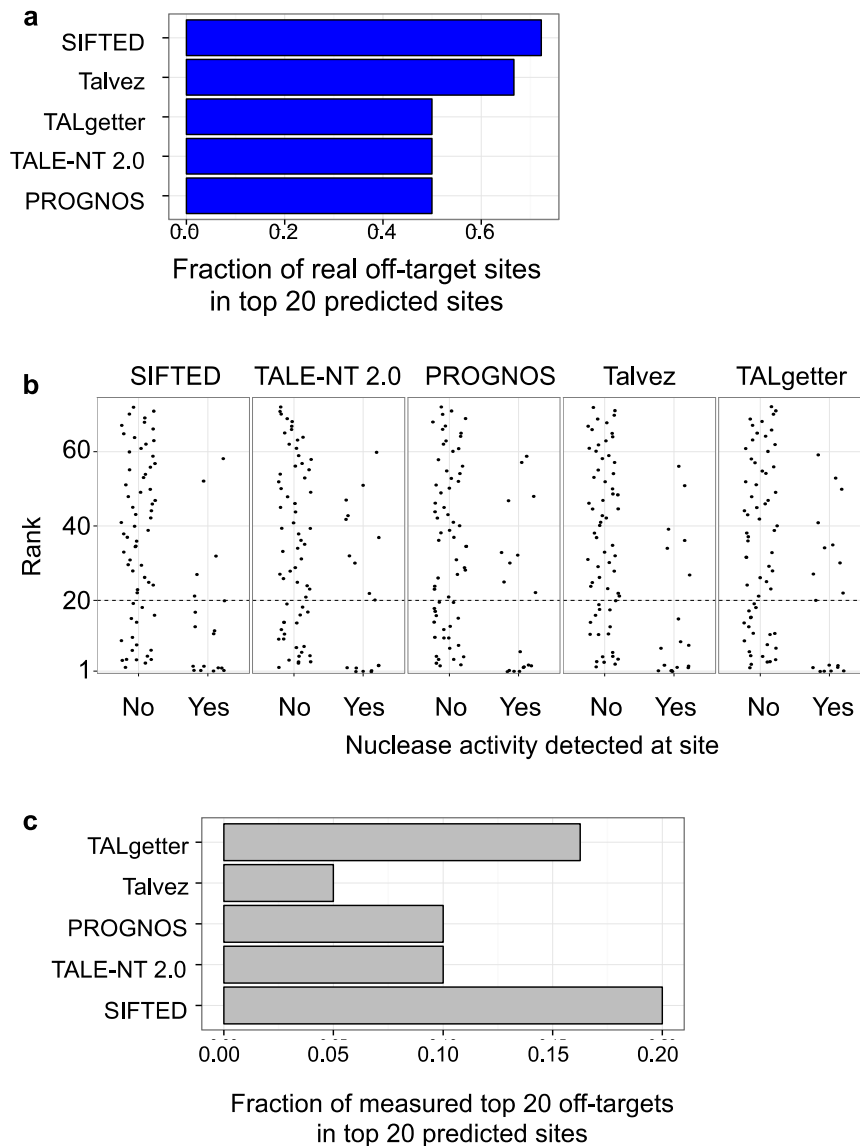 a
SIFTED
Talvez
TALgetter
TALE-NT 2.0
PROGNOS
0.0 0.2 0.4 0.6
Fraction of real off-target sites
in top 20 predicted sites
b
SIFTED TALE-NT 2.0 PROGNOS Talvez TALgetter
60
40
20
1
Rank
No Yes No Yes No Yes No Yes No Yes
Nuclease activity detected at site
c
TALgetter
Talvez
PROGNOS
TALE-NT 2.0
SIFTED
0.00 0.05 0.10 0.15 0.20
Fraction of measured top 20 off-targets
in top 20 predicted sites